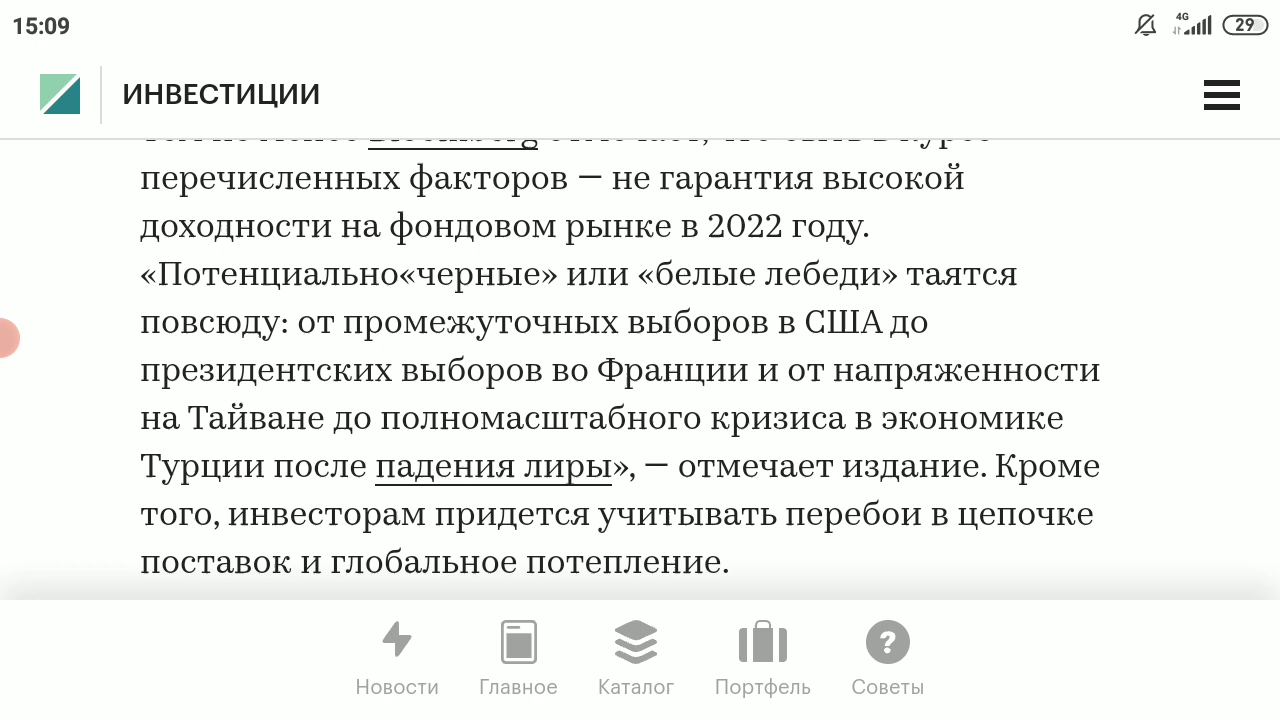 15:09
4G
29
ИНВЕСТИЦИИ
перечисленных факторов — не гарантия высокой
доходности на фондовом рынке в 2022 году.
«Потенциально«черные» или «белые лебеди» таятся
повсюду: от промежуточных выборов в США до
президентских выборов во Франции и от напряженности
на Тайване до полномасштабного кризиса в экономике
Турции после падения лиры», — отмечает издание. Кроме
того, инвесторам придется учитывать перебои в цепочке
поставок и глобальное потепление.
Новости
Главное
Каталог
Портфель
Советы